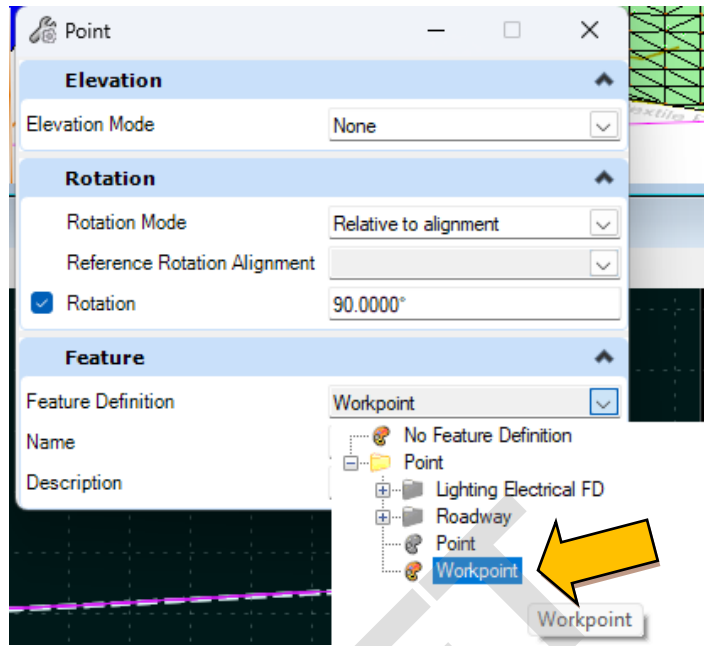 Point
Elevation
Elevation Mode None
Rotation
Rotation Mode Relative to alignment
Reference Rotation Alignment
Rotation 90.0000°
Feature
Feature Definition Workpoint
Name
Description
No Feature Definition
Point
Lighting Electrical FD
Roadway
Point
Workpoint
Workpoint